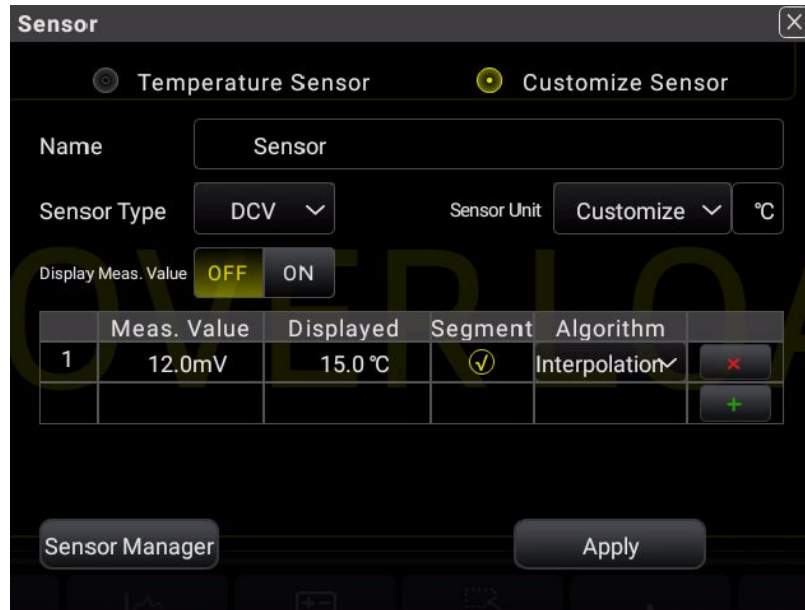 Sensor
Temperature Sensor Customize Sensor
Name Sensor
Sensor Type DCV Sensor Unit Customize ℃
Display Meas. Value OFF ON
OVERLOA
Meas. Value Displayed Segment Algorithm
1 12.0mV 15.0℃ √ Interpolation ×
+
Sensor Manager Apply